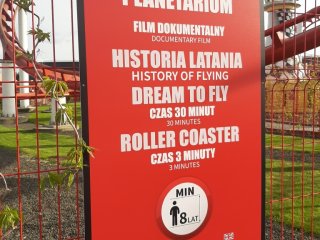 PLANETARIUM
FILM DOKUMENTALNY
DOCUMENTARY FILM
HISTORIA LATANIA
HISTORY OF FLYING
DREAM TO FLY
CZAS 30 MINUT
30 MINUTES
ROLLER COASTER
CZAS 3 MINUTY
3 MINUTES
MIN
8 LAT